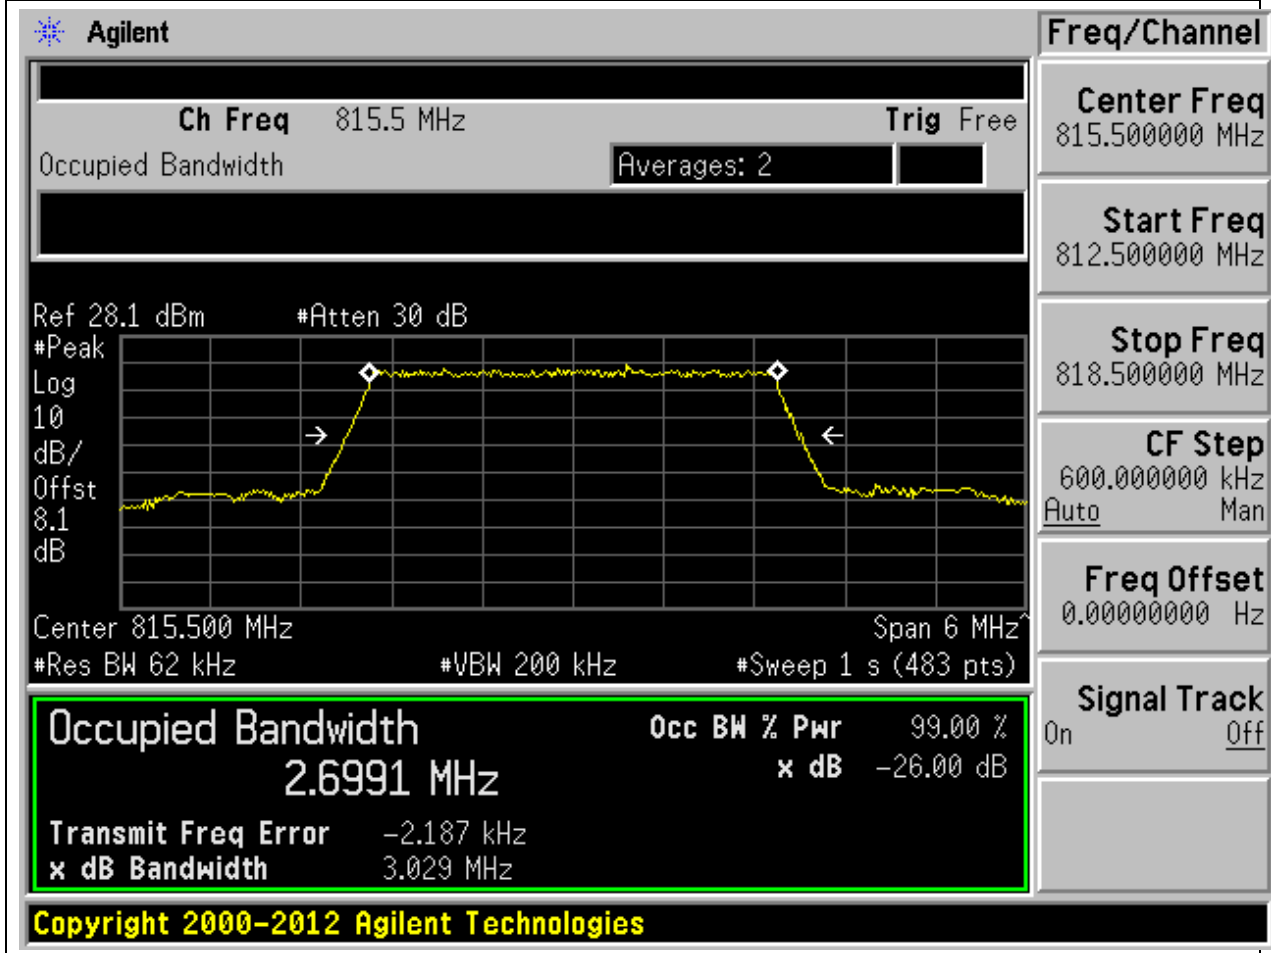 Agilent
Freq/Channel
Ch Freq 815.5 MHz Trig Free
Occupied Bandwidth Averages: 2
Center Freq
815.500000 MHz
Start Freq
812.500000 MHz
Stop Freq
818.500000 MHz
CF Step
600.000000 kHz
Auto Man
Freq Offset
0.00000000 Hz
Signal Track
On Off
Ref 28.1 dBm #Atten 30 dB
#Peak
Log
10
dB/
Offst
8.1
dB
Center 815.500 MHz Span 6 MHz^
#Res BW 62 kHz #VBW 200 kHz #Sweep 1 s (483 pts)
Occupied Bandwidth Occ BW % Pwr 99.00 %
2.6991 MHz x dB -26.00 dB
Transmit Freq Error -2.187 kHz
x dB Bandwidth 3.029 MHz
Copyright 2000-2012 Agilent Technologies